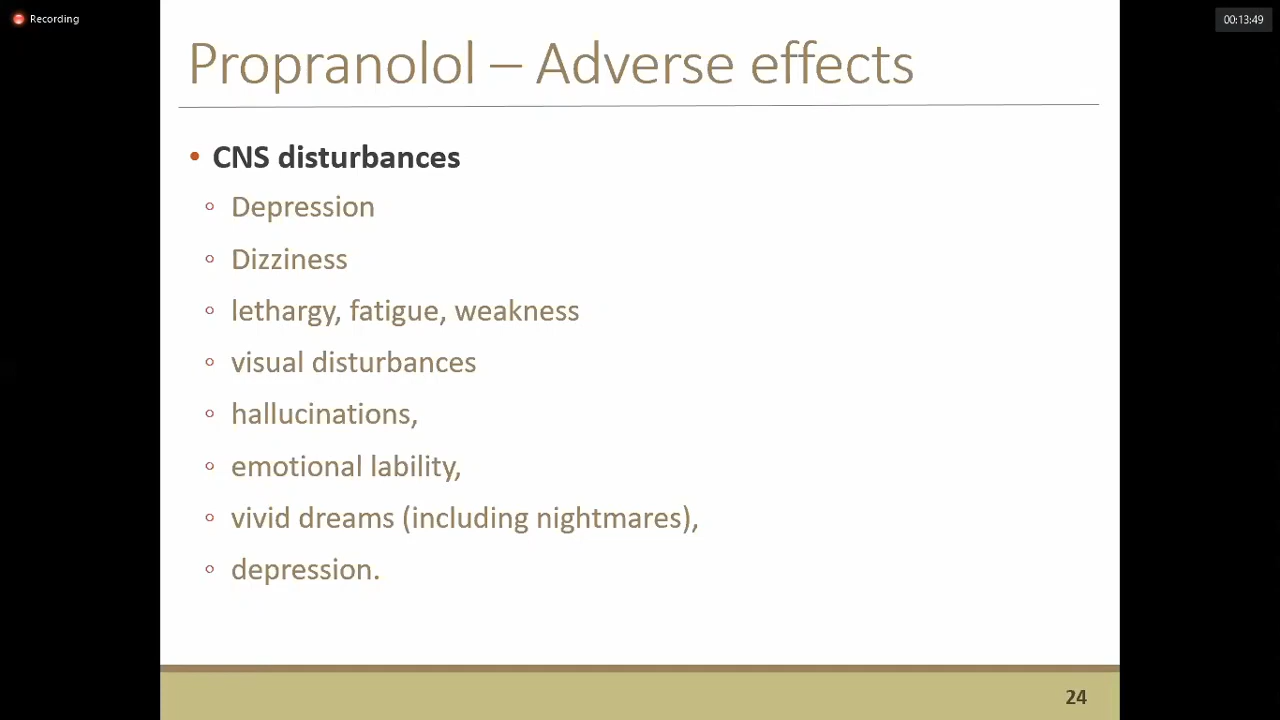 Recording
00:13:49
Propranolol – Adverse effects
• CNS disturbances
◦ Depression
◦ Dizziness
◦ lethargy, fatigue, weakness
◦ visual disturbances
◦ hallucinations,
◦ emotional lability,
◦ vivid dreams (including nightmares),
◦ depression.
24